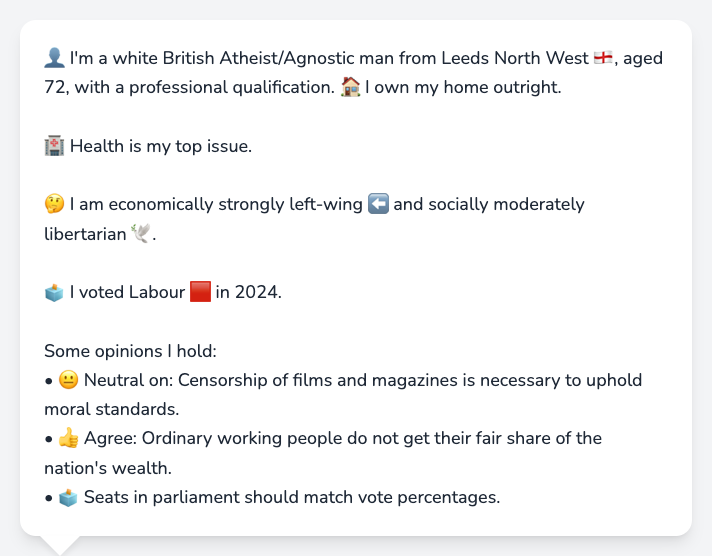 👤 I'm a white British Atheist/Agnostic man from Leeds North West 🏴󠁧󠁢󠁥󠁮󠁧󠁿, aged
72, with a professional qualification. 🏠 I own my home outright.
🏥 Health is my top issue.
🤔 I am economically strongly left-wing ⬅️ and socially moderately
libertarian 🕊️.
🗳️ I voted Labour 🟥 in 2024.
Some opinions I hold:
• 😐 Neutral on: Censorship of films and magazines is necessary to uphold
moral standards.
• 👍 Agree: Ordinary working people do not get their fair share of the
nation's wealth.
• 🗳️ Seats in parliament should match vote percentages.